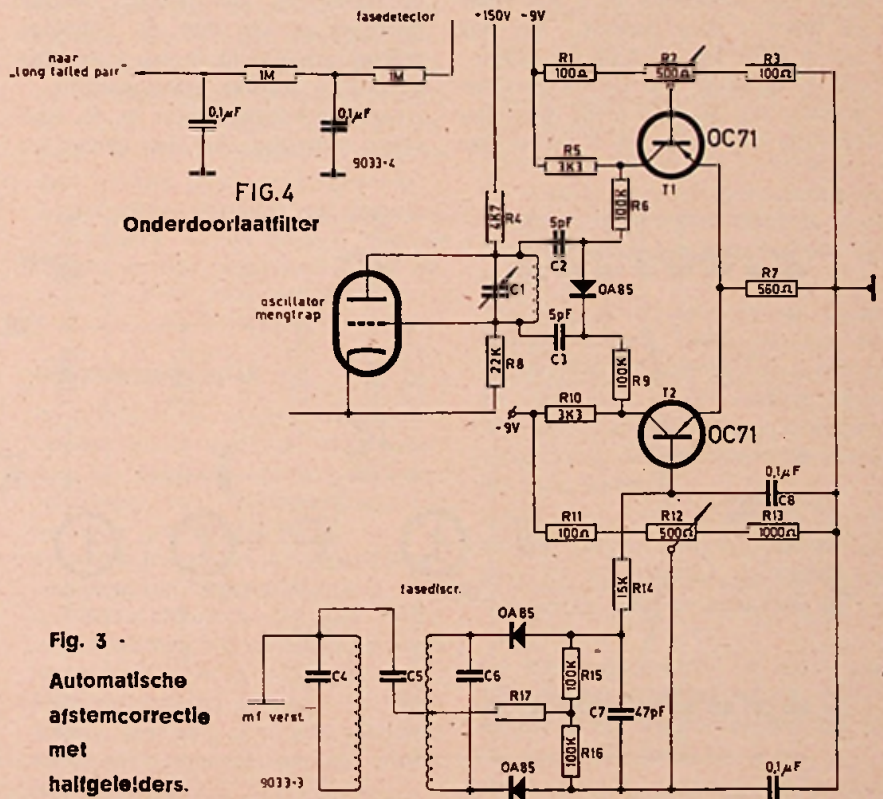 fasedetector
+150V
-9V
naar
„long tailed pair"
1M
1M
0,1µF
0,1µF
9033-4
FIG.4
Onderdoorlaatfilter
R1
100Ω
R2
500Ω
R3
100Ω
OC71
T1
R5
3K3
100K
R6
4K7
R4
5pF
C2
C1
OA85
R7
560Ω
oscillator
mengtrap
5pF
C3
22K
R8
100K
R9
R10
3K3
-9V
T2
OC71
0,1µF
C8
R11
100Ω
R12
500Ω
R13
1000Ω
15K
R14
fasediscr.
OA85
C4
C5
C6
R17
100K
R15
C7
47pF
100K
R16
OA85
0,1µF
mf verst.
9033-3
Fig. 3 -
Automatische
afstemcorrectie
met
halfgeleiders.